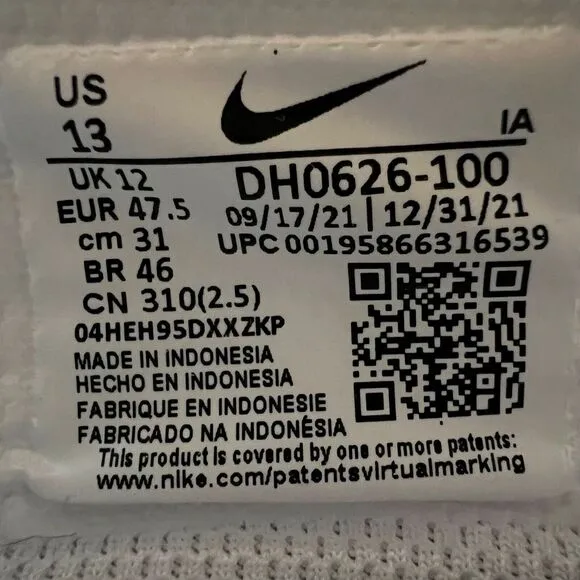 US
13
IA
UK 12
EUR 47.5
cm 31
BR 46
CN 310(2.5)
DH0626-100
09/17/21 | 12/31/21
UPC 00195866316539
04HEH95DXXZKP
MADE IN INDONESIA
HECHO EN INDONESIA
FABRIQUE EN INDONESIE
FABRICADO NA INDONÉSIA
This product is covered by one or more patents:
www.nike.com/patentsvirtualmarking